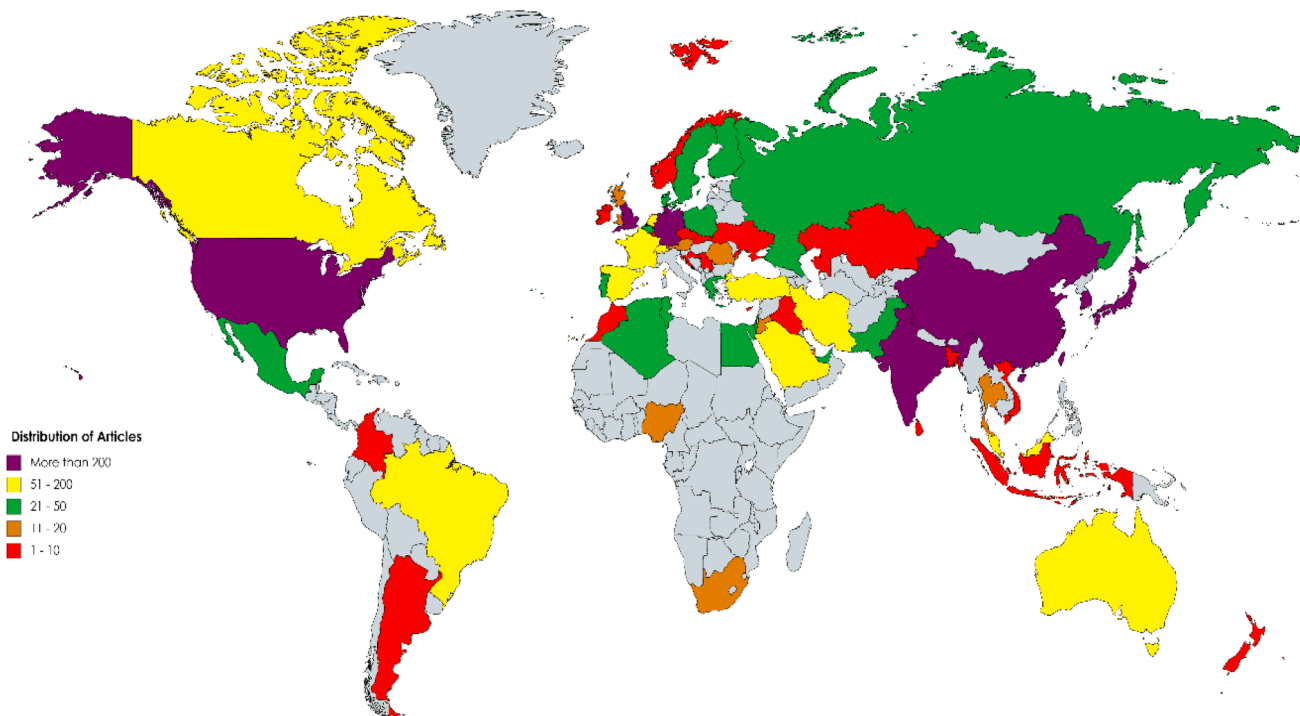 Distribution of Articles
More than 200
51 - 200
21 - 50
11 - 20
1 - 10